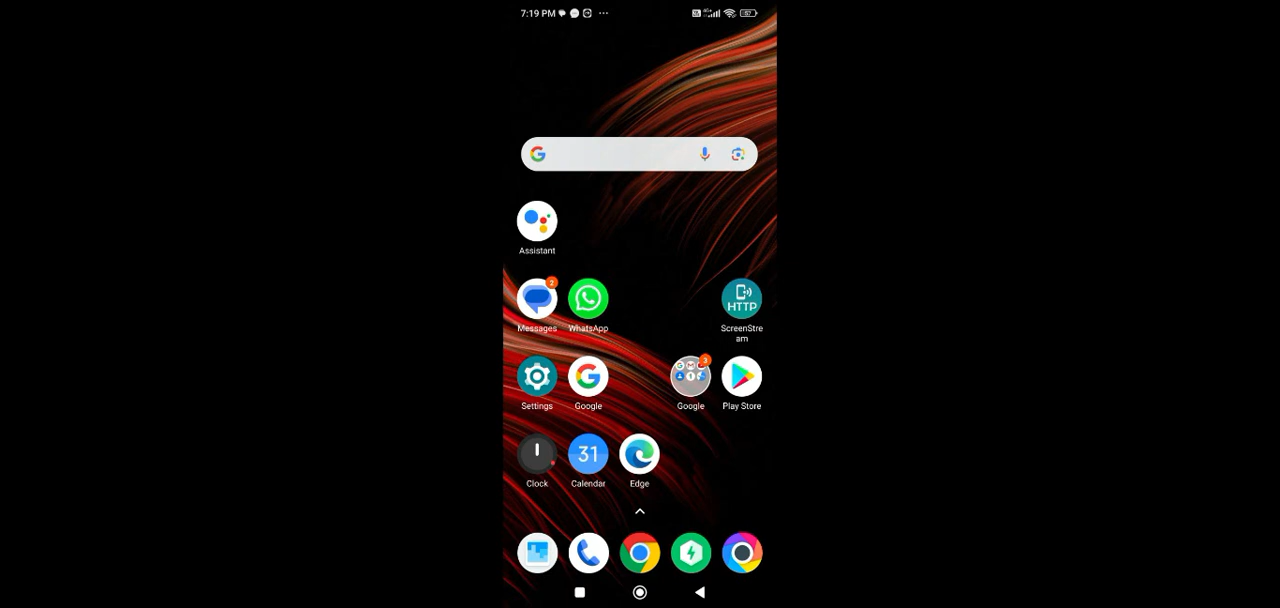 7:19 PM
57
Assistant
2
Messages
WhatsApp
HTTP
ScreenStre
am
Settings
Google
3
Google
Play Store
31
Clock
Calendar
Edge